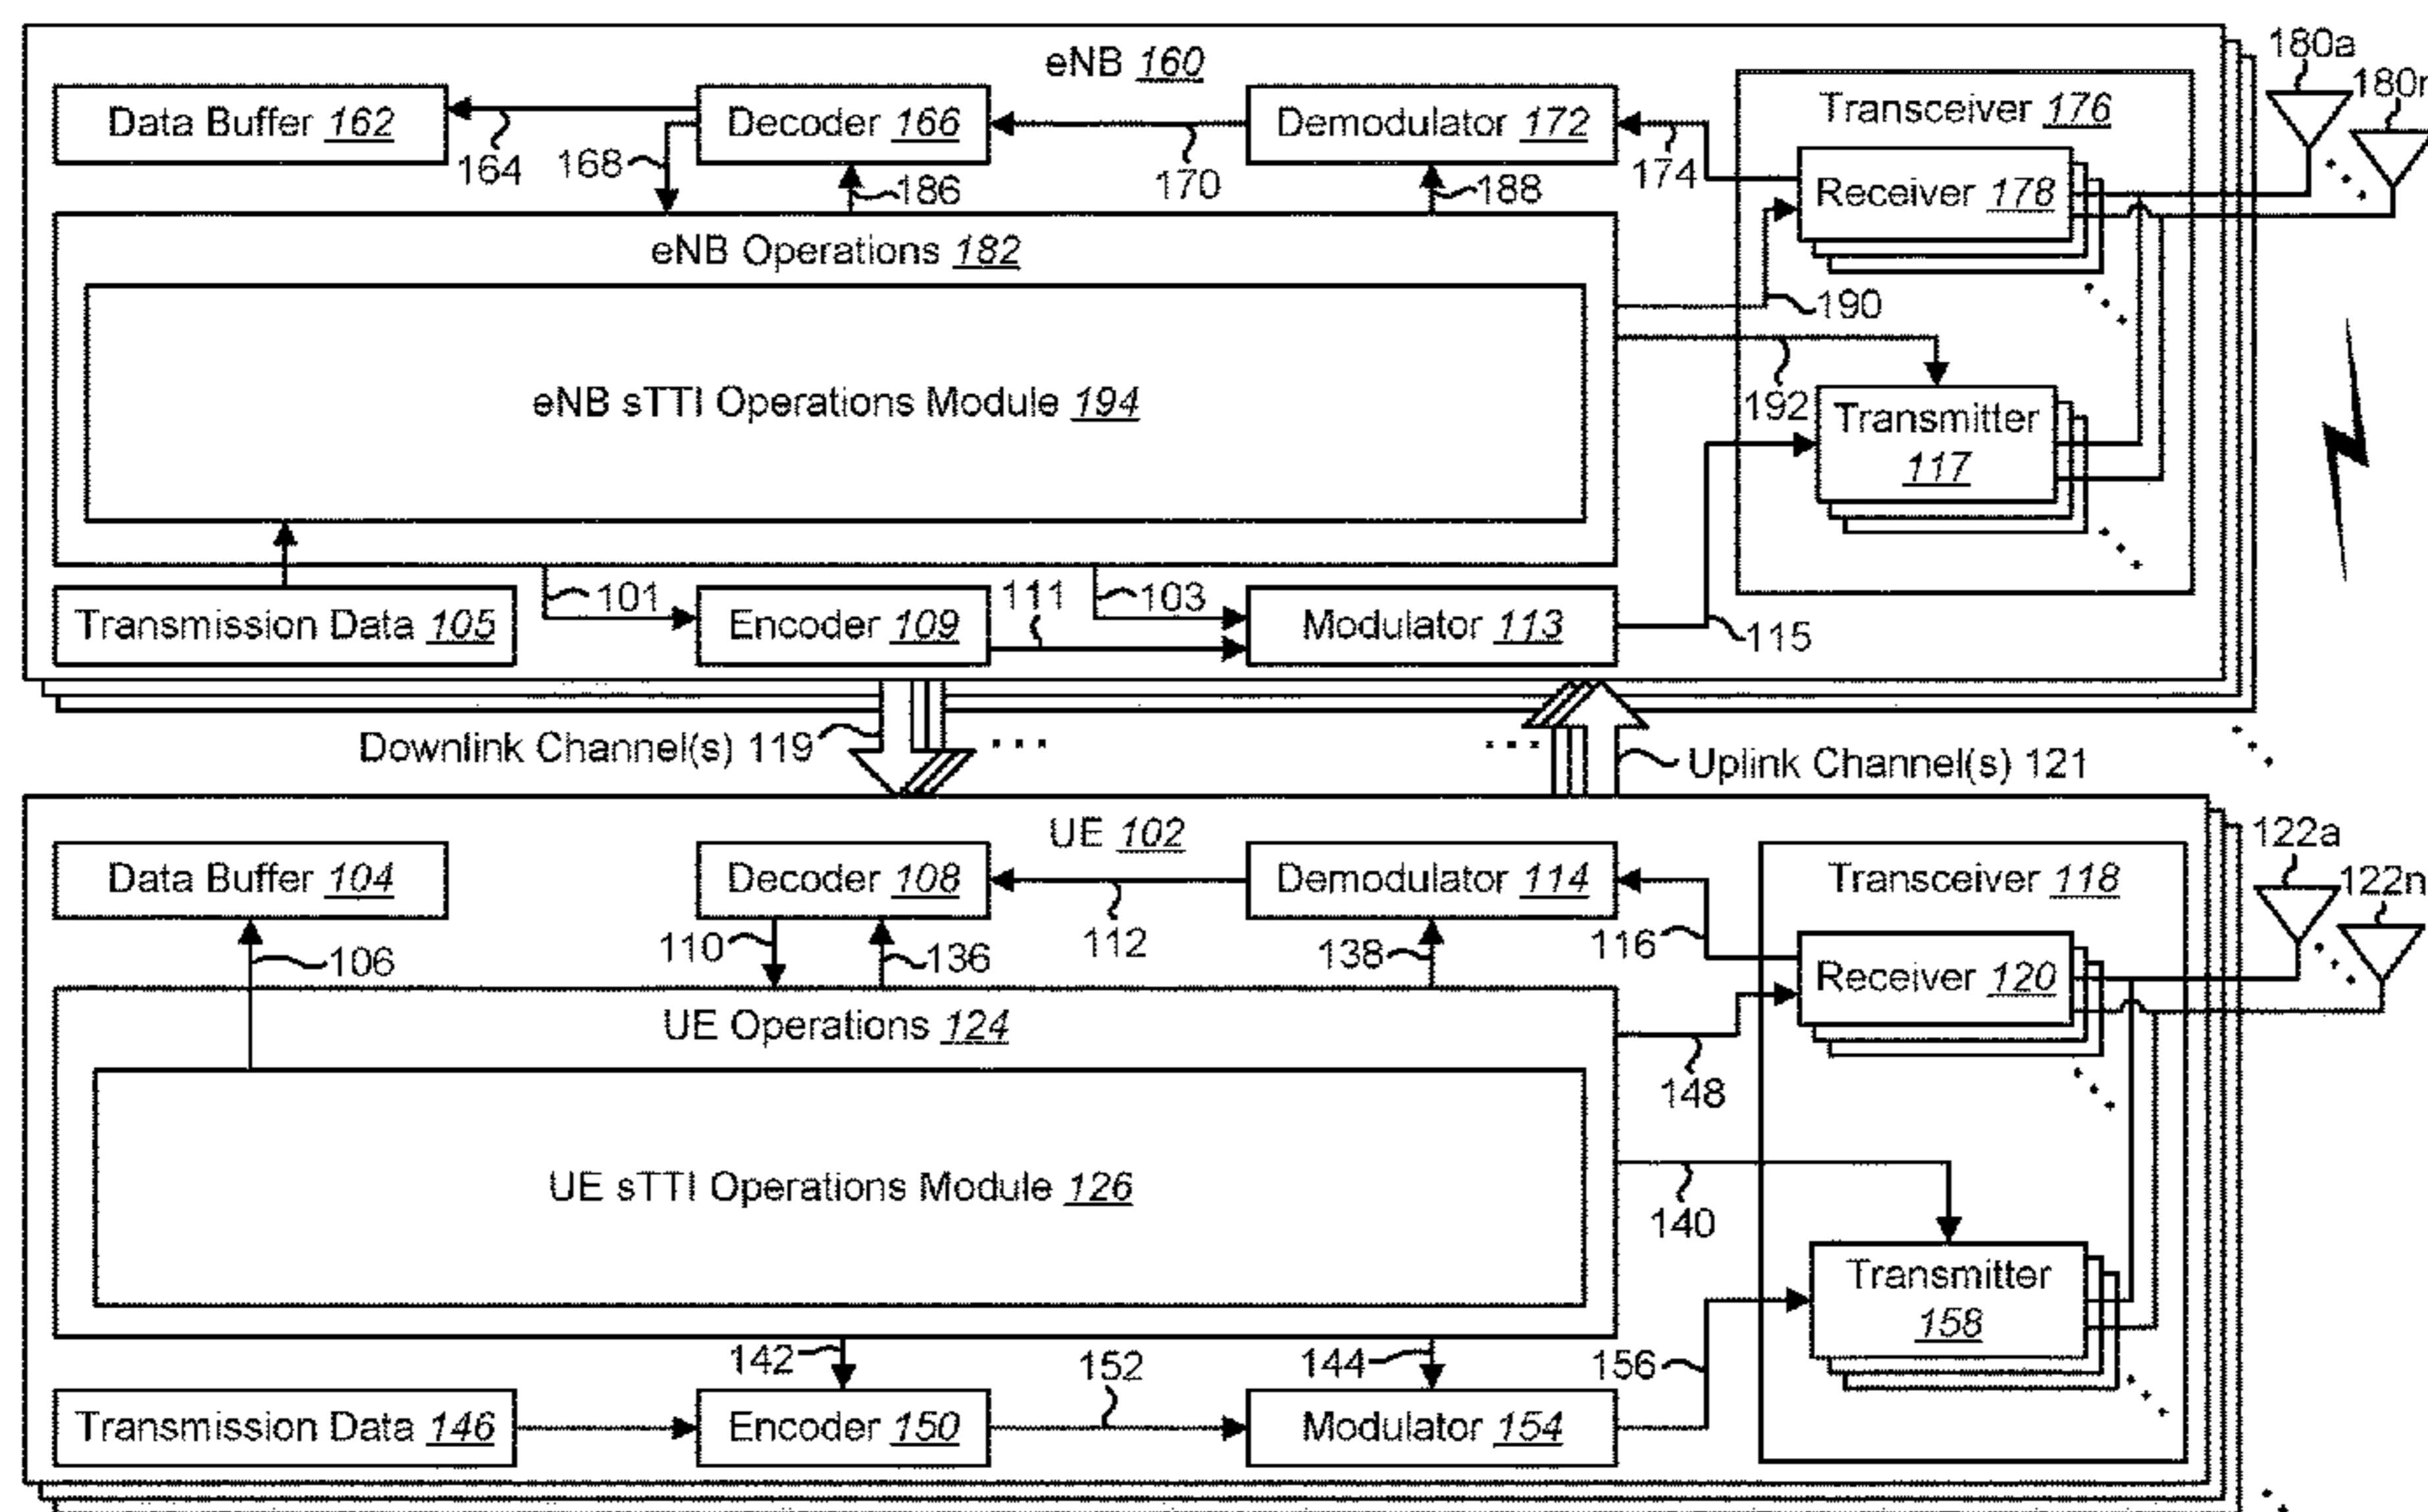 eNB 160
180a
180n
Data Buffer 162
Decoder 166
Demodulator 172
Transceiver 176
164
168
186
170
188
174
Receiver 178
eNB Operations 182
190
eNB sTTI Operations Module 194
192
Transmitter
117
101
111
103
Transmission Data 105
Encoder 109
Modulator 113
115
Downlink Channel(s) 119
Uplink Channel(s) 121
UE 102
122a
122n
Data Buffer 104
Decoder 108
Demodulator 114
Transceiver 118
106
110
136
112
138
116
Receiver 120
UE Operations 124
148
UE sTTI Operations Module 126
140
Transmitter
158
142
152
144
156
Transmission Data 146
Encoder 150
Modulator 154